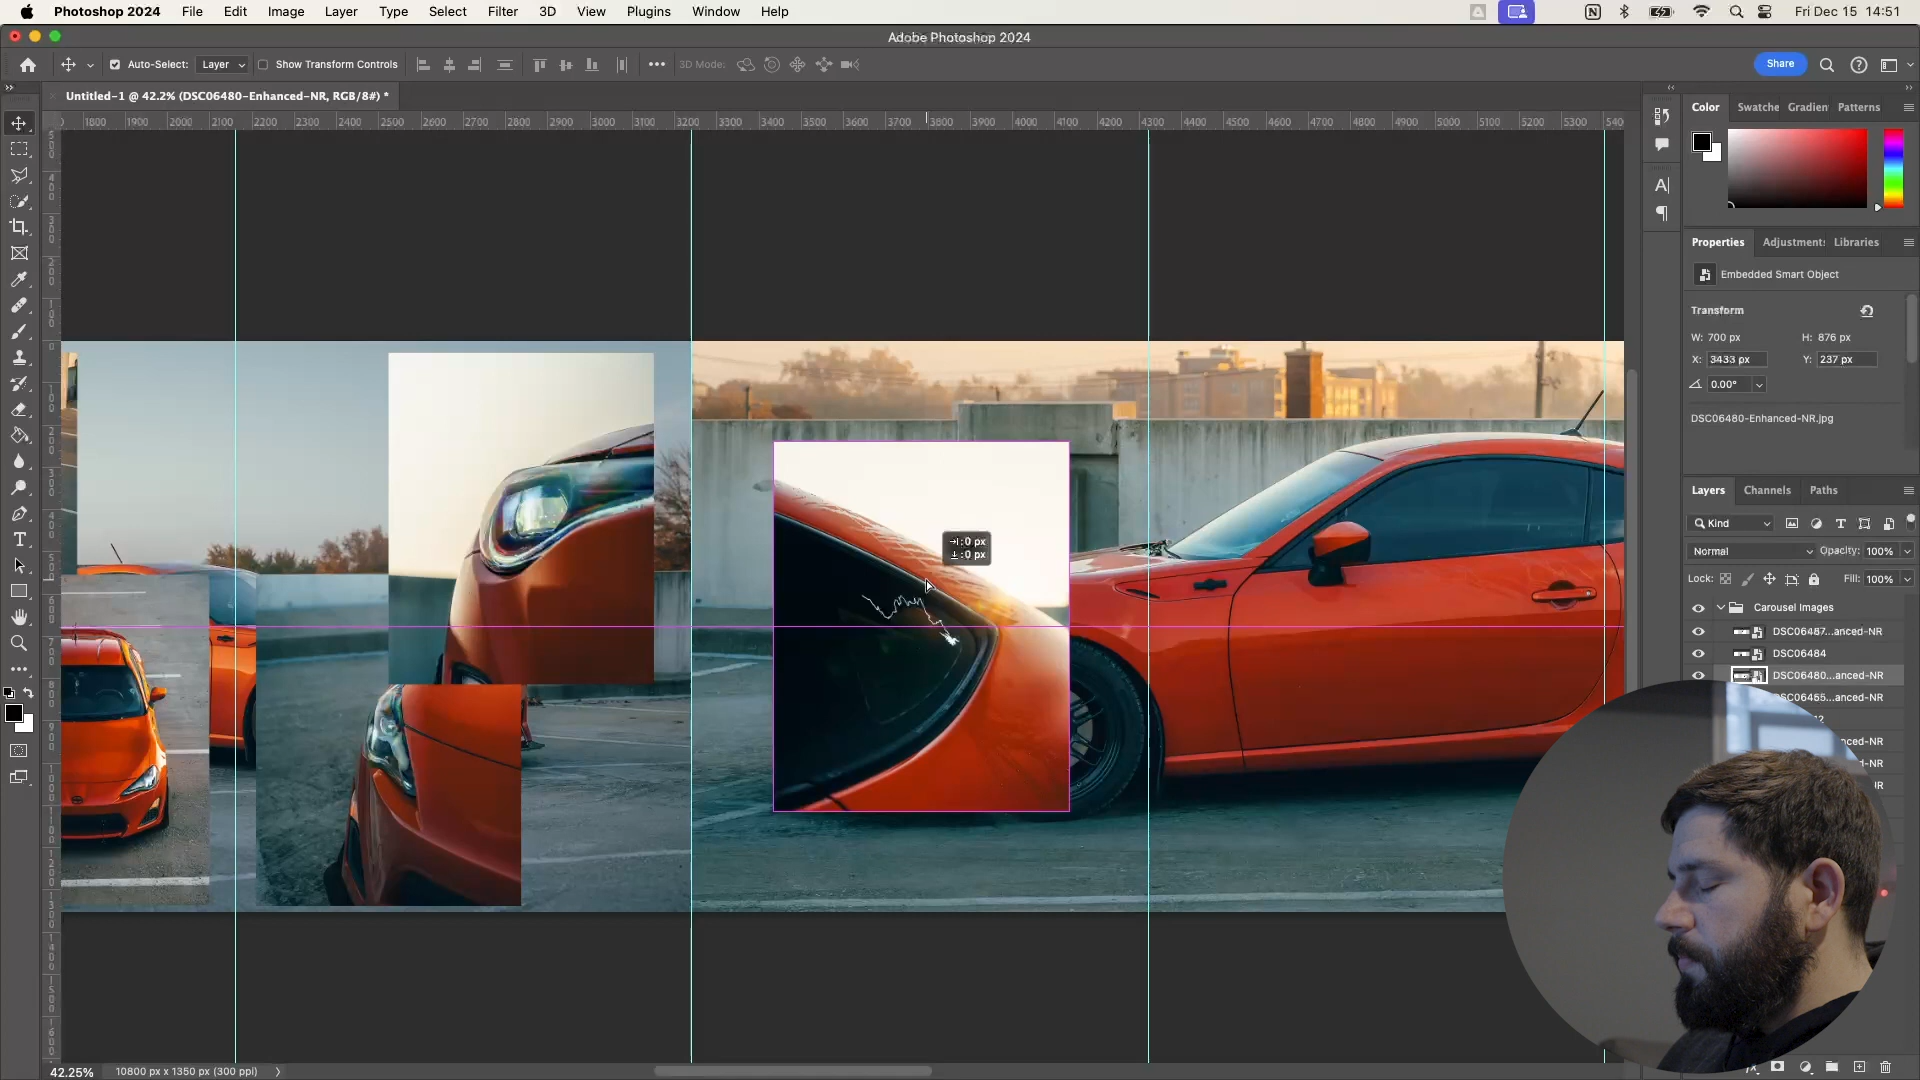 Photoshop 2024 File Edit Image Layer Type Select Filter 3D View Plugins Window Help Fri Dec 15 14:51
Adobe Photoshop 2024
Auto-Select: Layer Show Transform Controls 3D Mode: Share
Untitled-1 @ 42.2% (DSC06480-Enhanced-NR, RGB/8#) *
1800 1900 2000 2100 2200 2300 2400 2500 2600 2700 2800 2900 3000 3100 3200 3300 3400 3500 3600 3700 3800 3900 4000 4100 4200 4300 4400 4500 4600 4700 4800 4900 5000 5100 5200 5300 540
Color Swatche Gradien Patterns
Properties Adjustment: Libraries
Embedded Smart Object
Transform
W: 700 px H: 876 px
X: 3433 px Y: 237 px
0.00°
DSC06480-Enhanced-NR.jpg
Layers Channels Paths
Kind
Normal Opacity: 100%
Lock: Fill: 100%
Carousel Images
DSC06487...anced-NR
DSC06484
DSC06480...anced-NR
:0 px
:0 px
42.25% 10800 px x 1350 px (300 ppi)